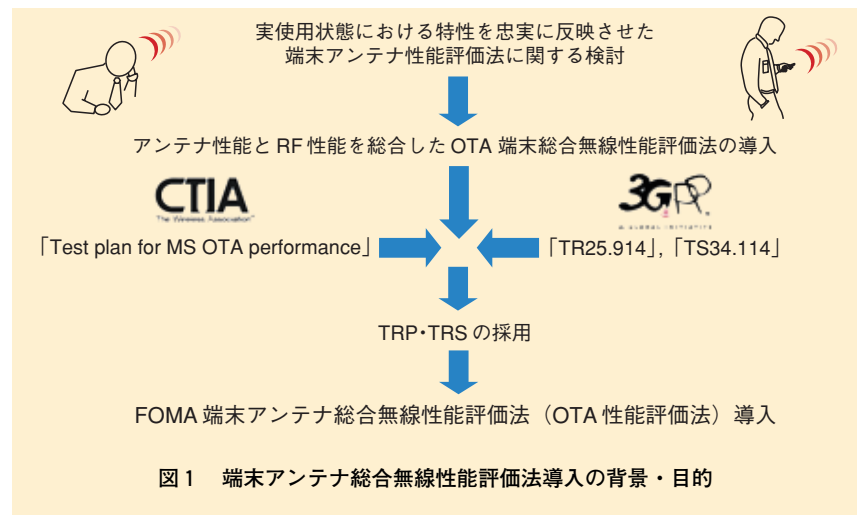 実使用状態における特性を忠実に反映させた
端末アンテナ性能評価法に関する検討
アンテナ性能とRF性能を総合したOTA端末総合無線性能評価法の導入
CTIA
The Wireless Association™
3GPP
A GLOBAL INITIATIVE
「Test plan for MS OTA performance」
「TR25.914」，「TS34.114」
TRP・TRSの採用
FOMA端末アンテナ総合無線性能評価法（OTA性能評価法）導入
図1　端末アンテナ総合無線性能評価法導入の背景・目的